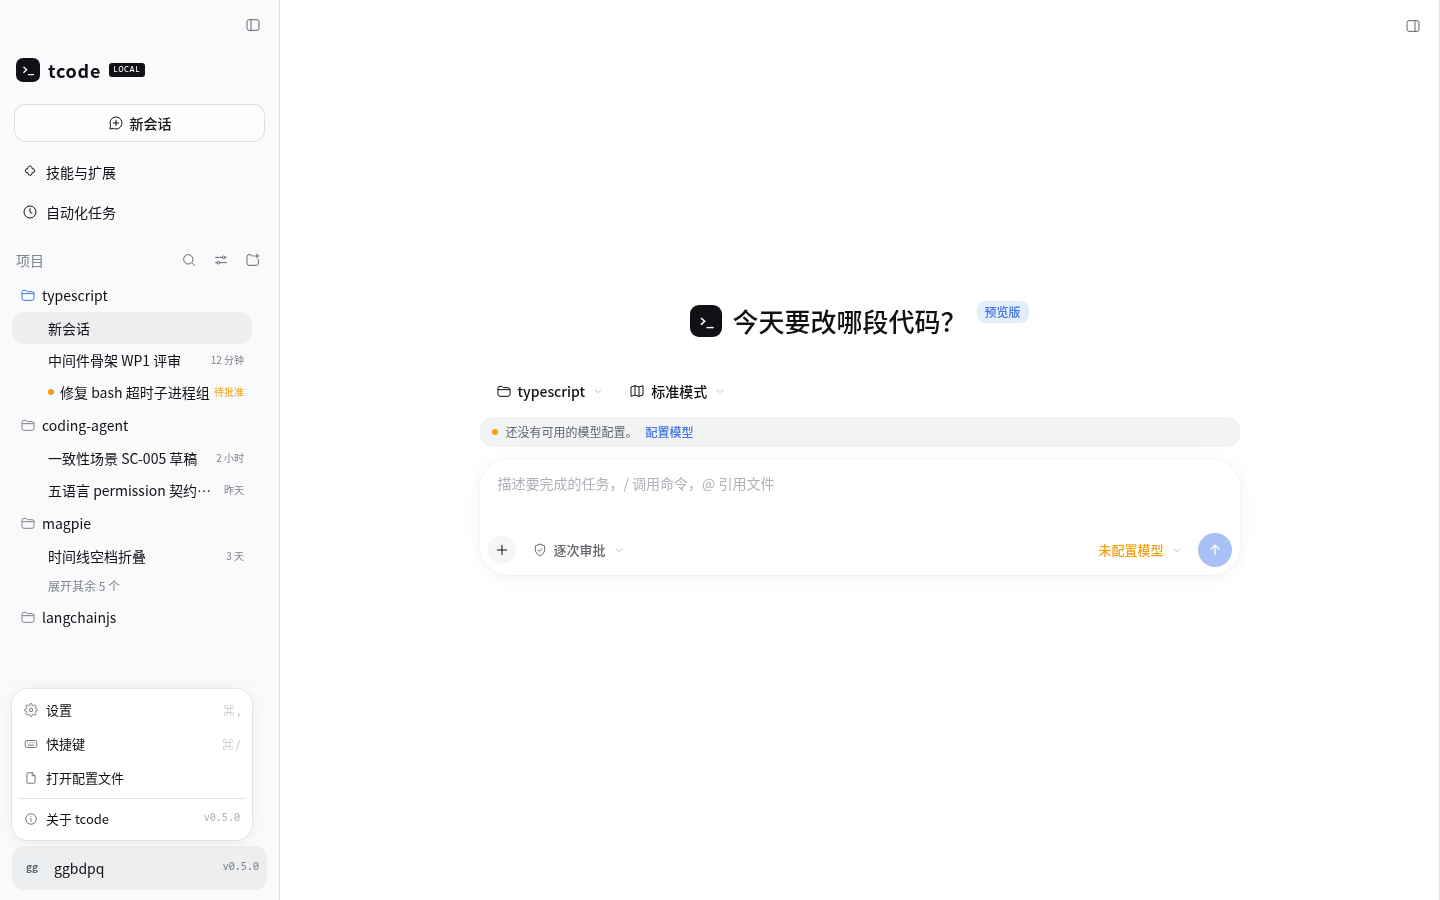 tcode LOCAL
新会话
技能与扩展
自动化任务
项目
typescript
新会话
中间件骨架 WP1 评审 12 分钟
修复 bash 超时子进程组 待批准
coding-agent
一致性场景 SC-005 草稿 2 小时
五语言 permission 契约… 昨天
magpie
时间线空档折叠 3 天
展开其余 5 个
langchainjs
设置 ⌘,
快捷键 ⌘/
打开配置文件
关于 tcode v0.5.0
gg ggbdpq v0.5.0
今天要改哪段代码？ 预览版
typescript 标准模式
还没有可用的模型配置。 配置模型
描述要完成的任务，/ 调用命令，@ 引用文件
逐次审批 未配置模型